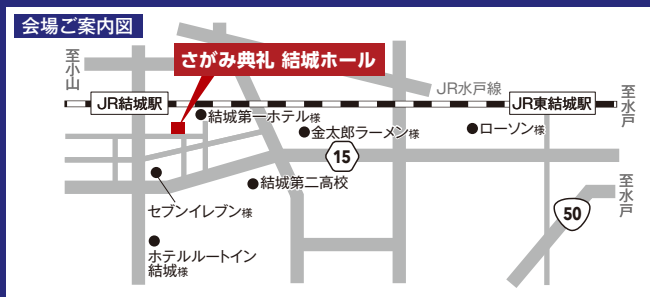 会場ご案内図
至小山
さがみ典礼 結城ホール
JR水戸線
至水戸
JR結城駅
JR東結城駅
結城第一ホテル様
金太郎ラーメン様
ローソン様
15
結城第二高校
至水戸
セブンイレブン様
50
ホテルルートイン
結城様